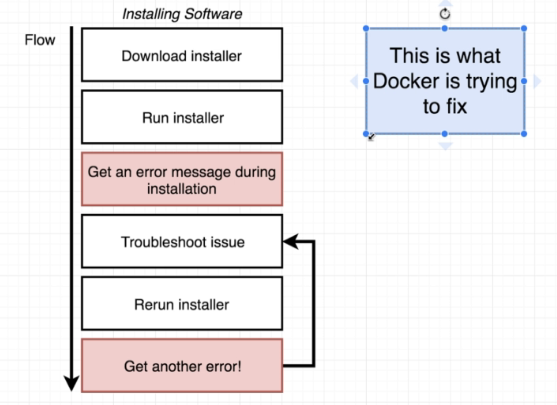 Installing Software
Flow
Download installer
Run installer
Get an error message during
installation
Troubleshoot issue
Rerun installer
Get another error!
This is what
Docker is trying
to fix